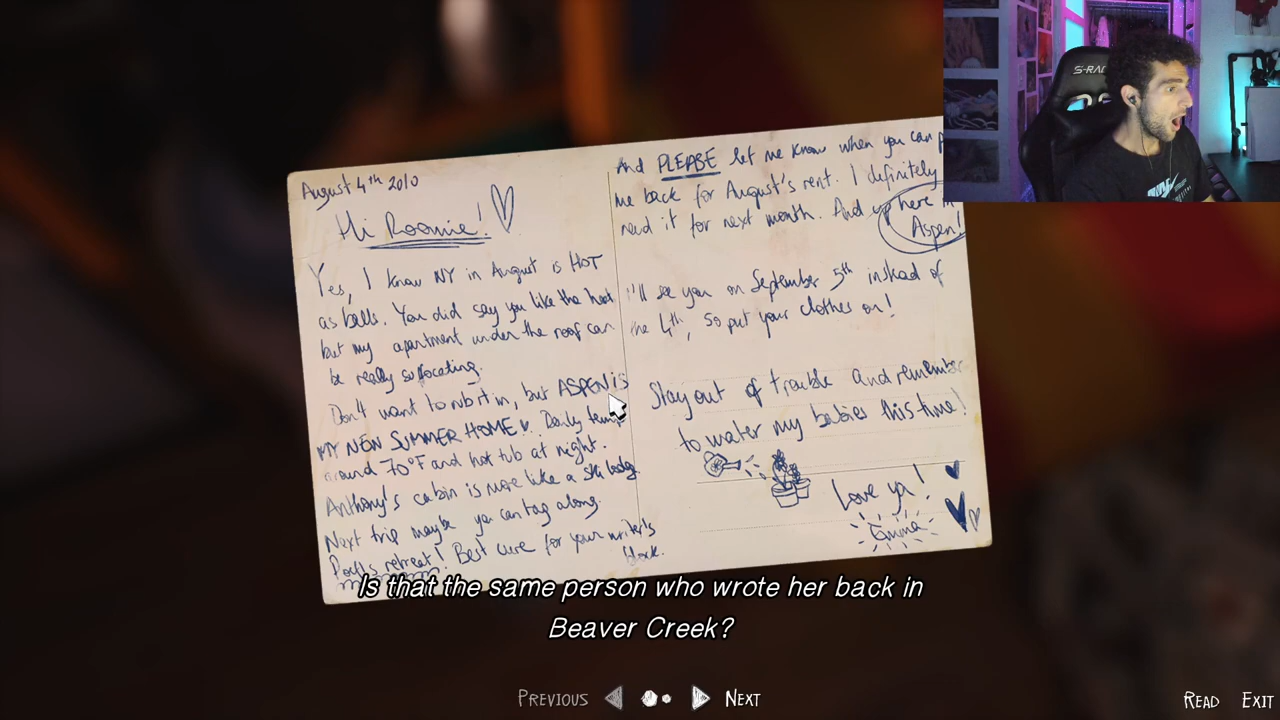 August 4th 2010
Hi Roomie!
Yes, I know NY in August is HOT
as balls. You did say you like the heat
but my apartment under the roof can
be really suffocating.
Don't want to rub it in, but ASPEN is
MY NEW SUMMER HOME. Daily temp
around 70°F and hot tub at night.
Anthony's cabin is more like a ski lodge.
Next trip maybe you can tag along.
Poet's retreat! Best cure for your writer's
block.
And PLEASE let me know when you can
me back for August's rent. I definitely
need it for next month. And up here in
Aspen!
I'll see you on September 5th instead of
the 4th, so put your clothes on!
Stay out of trouble and remember
to water my babies this time!
Love ya!
Emma
Is that the same person who wrote her back in
Beaver Creek?
PREVIOUS
NEXT
READ
EXIT